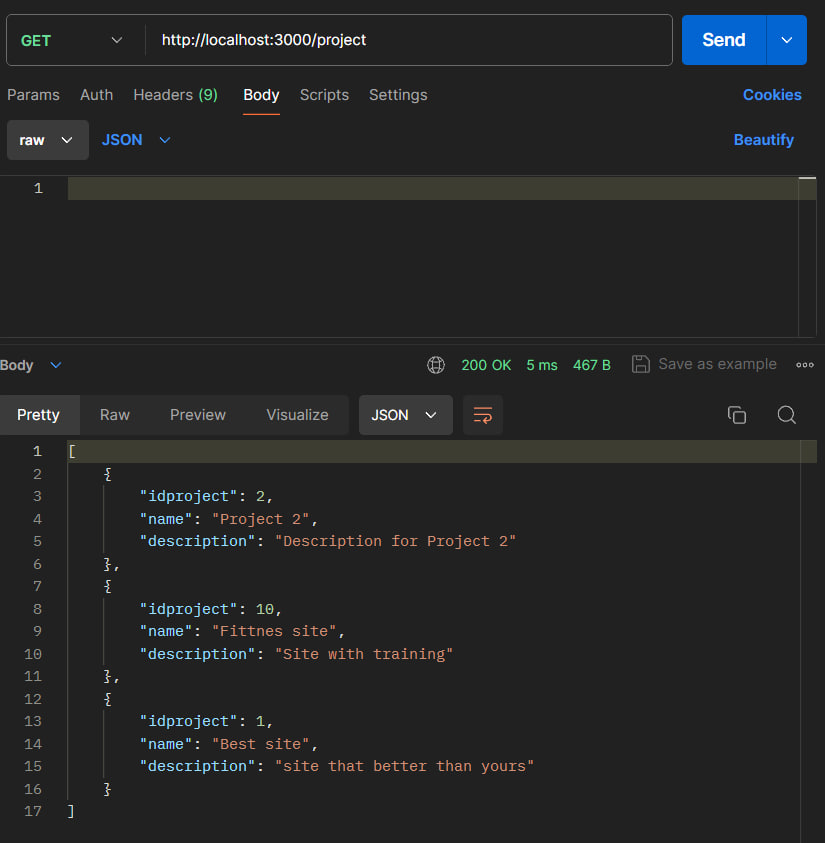 GET http://localhost:3000/project Send
Params Auth Headers (9) Body Scripts Settings Cookies
raw JSON Beautify
1
Body 200 OK 5 ms 467 B Save as example
Pretty Raw Preview Visualize JSON
1 [
2 {
3 "idproject": 2,
4 "name": "Project 2",
5 "description": "Description for Project 2"
6 },
7 {
8 "idproject": 10,
9 "name": "Fittnes site",
10 "description": "Site with training"
11 },
12 {
13 "idproject": 1,
14 "name": "Best site",
15 "description": "site that better than yours"
16 }
17 ]